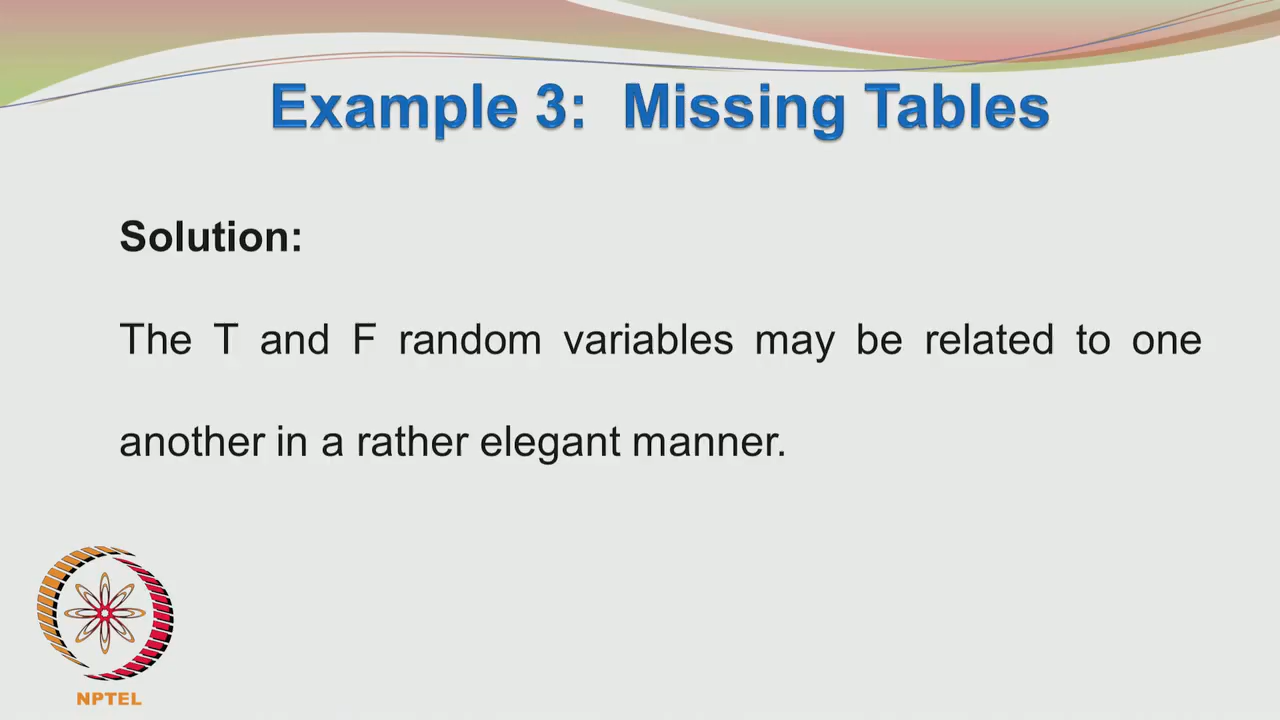 Example 3: Missing Tables
Solution:
The T and F random variables may be related to one
another in a rather elegant manner.
NPTEL